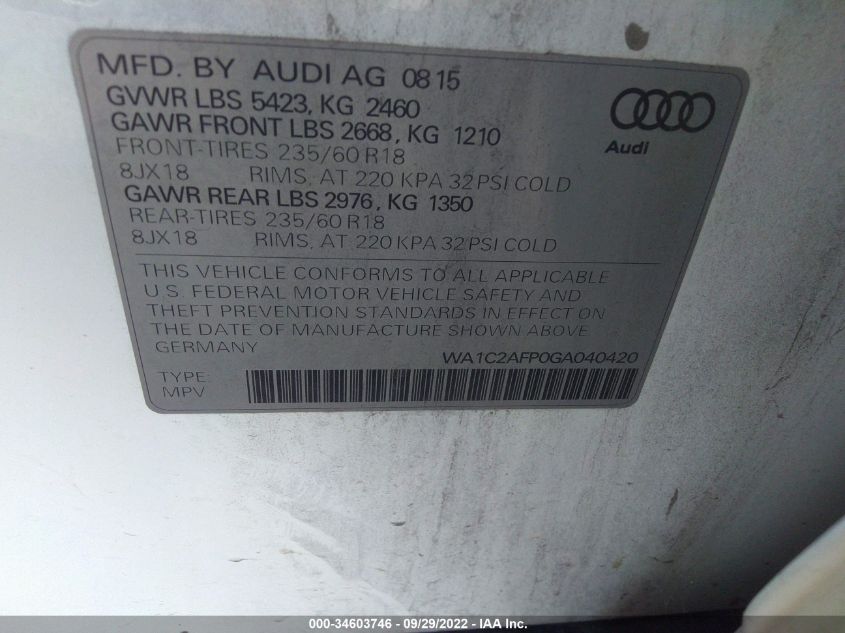 MFD. BY AUDI AG 0815
GVWR LBS 5423, KG 2460
GAWR FRONT LBS 2668, KG 1210
FRONT-TIRES 235/60 R18
8JX18 RIMS, AT 220 KPA 32 PSI COLD
GAWR REAR LBS 2976, KG 1350
REAR-TIRES 235/60 R18
8JX18 RIMS, AT 220 KPA 32 PSI COLD
Audi
THIS VEHICLE CONFORMS TO ALL APPLICABLE
U.S. FEDERAL MOTOR VEHICLE SAFETY AND
THEFT PREVENTION STANDARDS IN EFFECT ON
THE DATE OF MANUFACTURE SHOWN ABOVE
GERMANY WA1C2AFP0GA040420
TYPE:
MPV
000-34603746 - 09/29/2022 - IAA Inc.